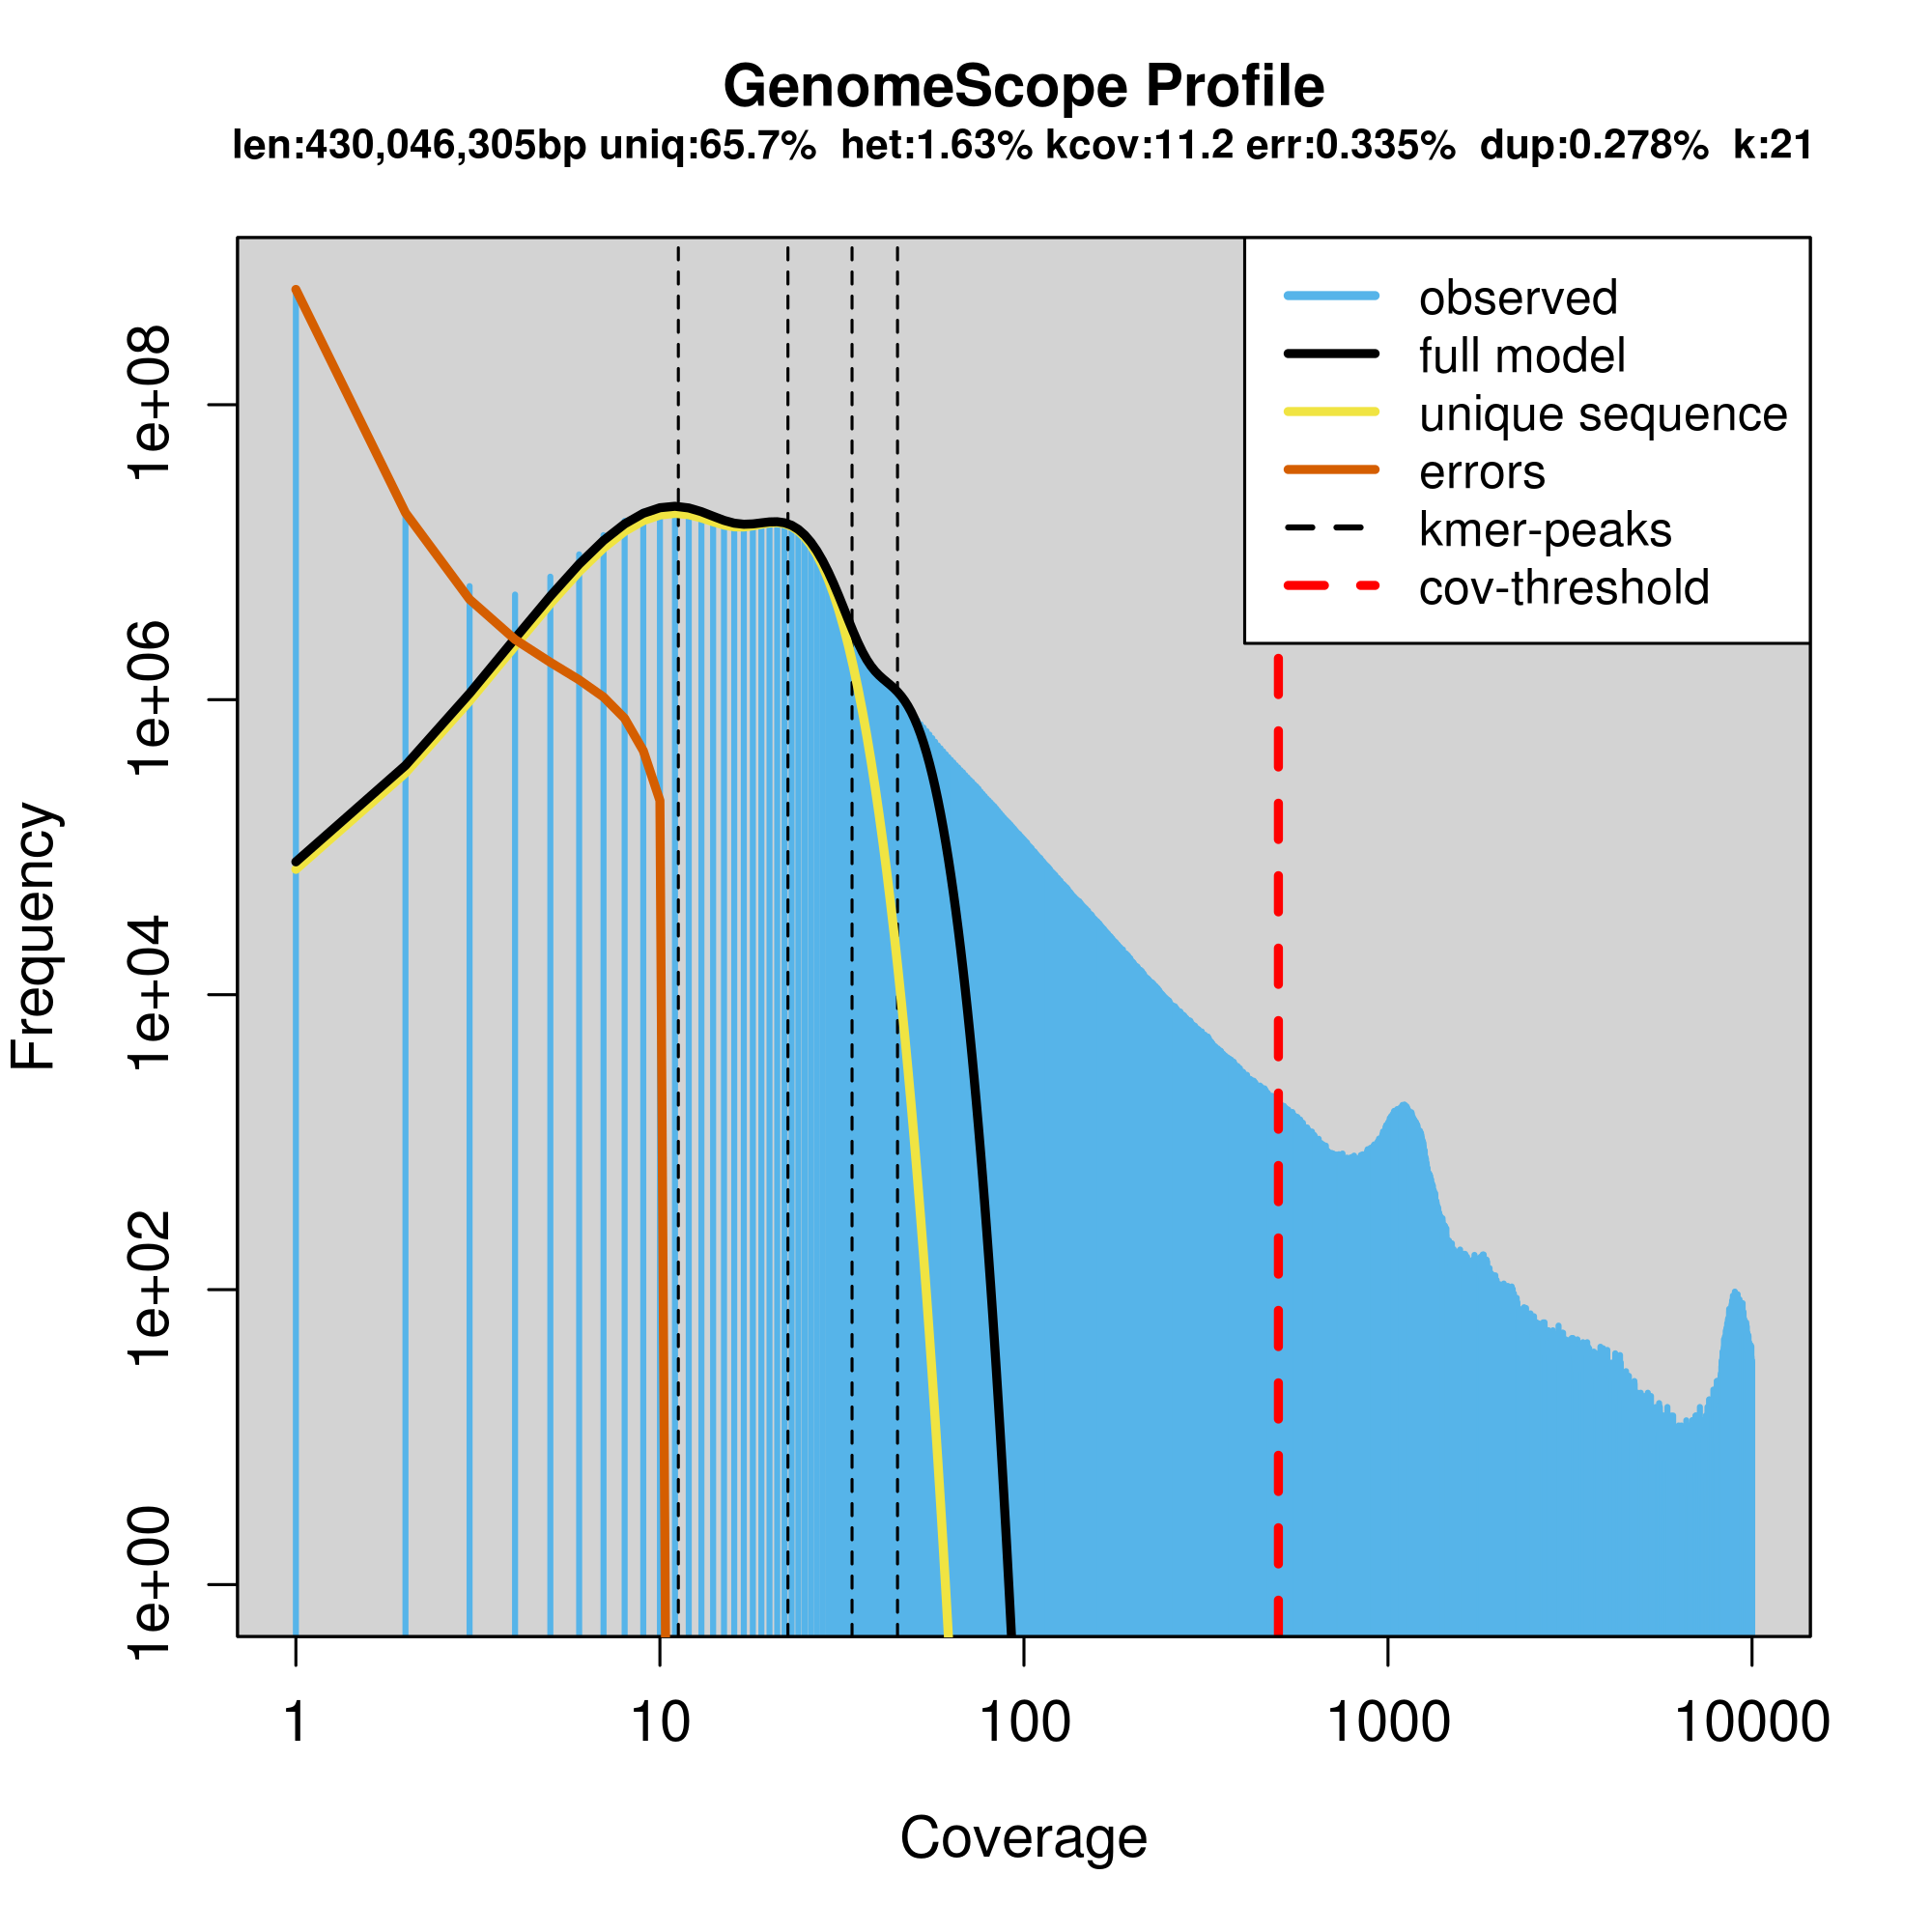 GenomeScope Profile
len:430,046,305bp uniq:65.7% het:1.63% kcov:11.2 err:0.335% dup:0.278% k:21
observed
full model
unique sequence
errors
kmer-peaks
cov-threshold
Frequency
1e+08
1e+06
1e+04
1e+02
1e+00
1 10 100 1000 10000
Coverage